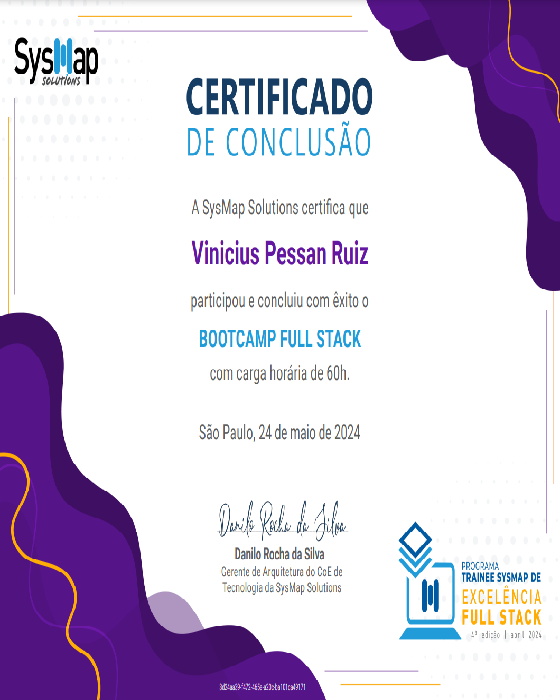 SysMap
SOLUTIONS
CERTIFICADO
DE CONCLUSÃO
A SysMap Solutions certifica que
Vinicius Pessan Ruiz
participou e concluiu com êxito o
BOOTCAMP FULL STACK
com carga horária de 60h.
São Paulo, 24 de maio de 2024
Danilo Rocha da Silva
Danilo Rocha da Silva
Gerente de Arquitetura do CoE de
Tecnologia da SysMap Solutions
PROGRAMA
TRAINEE SYSMAP DE
EXCELÊNCIA
FULL STACK
4ª edição | abril 2024